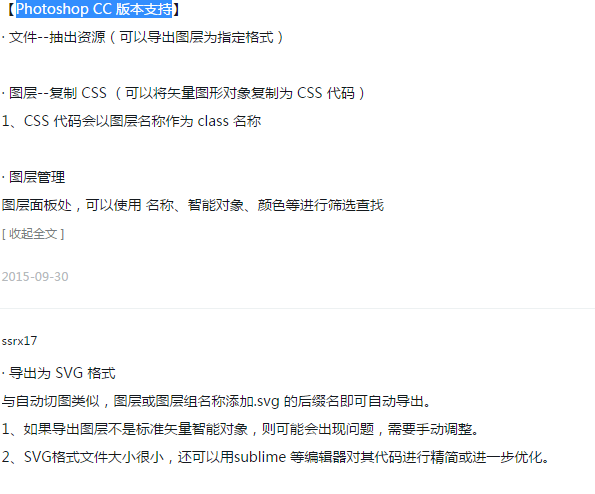 【Photoshop CC 版本支持】
· 文件--抽出资源（可以导出图层为指定格式）
· 图层--复制 CSS （可以将矢量图形对象复制为 CSS 代码）
1、CSS 代码会以图层名称作为 class 名称
· 图层管理
图层面板处，可以使用 名称、智能对象、颜色等进行筛选查找
[ 收起全文 ]
2015-09-30
ssrx17
· 导出为 SVG 格式
与自动切图类似，图层或图层组名称添加.svg 的后缀名即可自动导出。
1、如果导出图层不是标准矢量智能对象，则可能会出现问题，需要手动调整。
2、SVG格式文件大小很小，还可以用sublime 等编辑器对其代码进行精简或进一步优化。